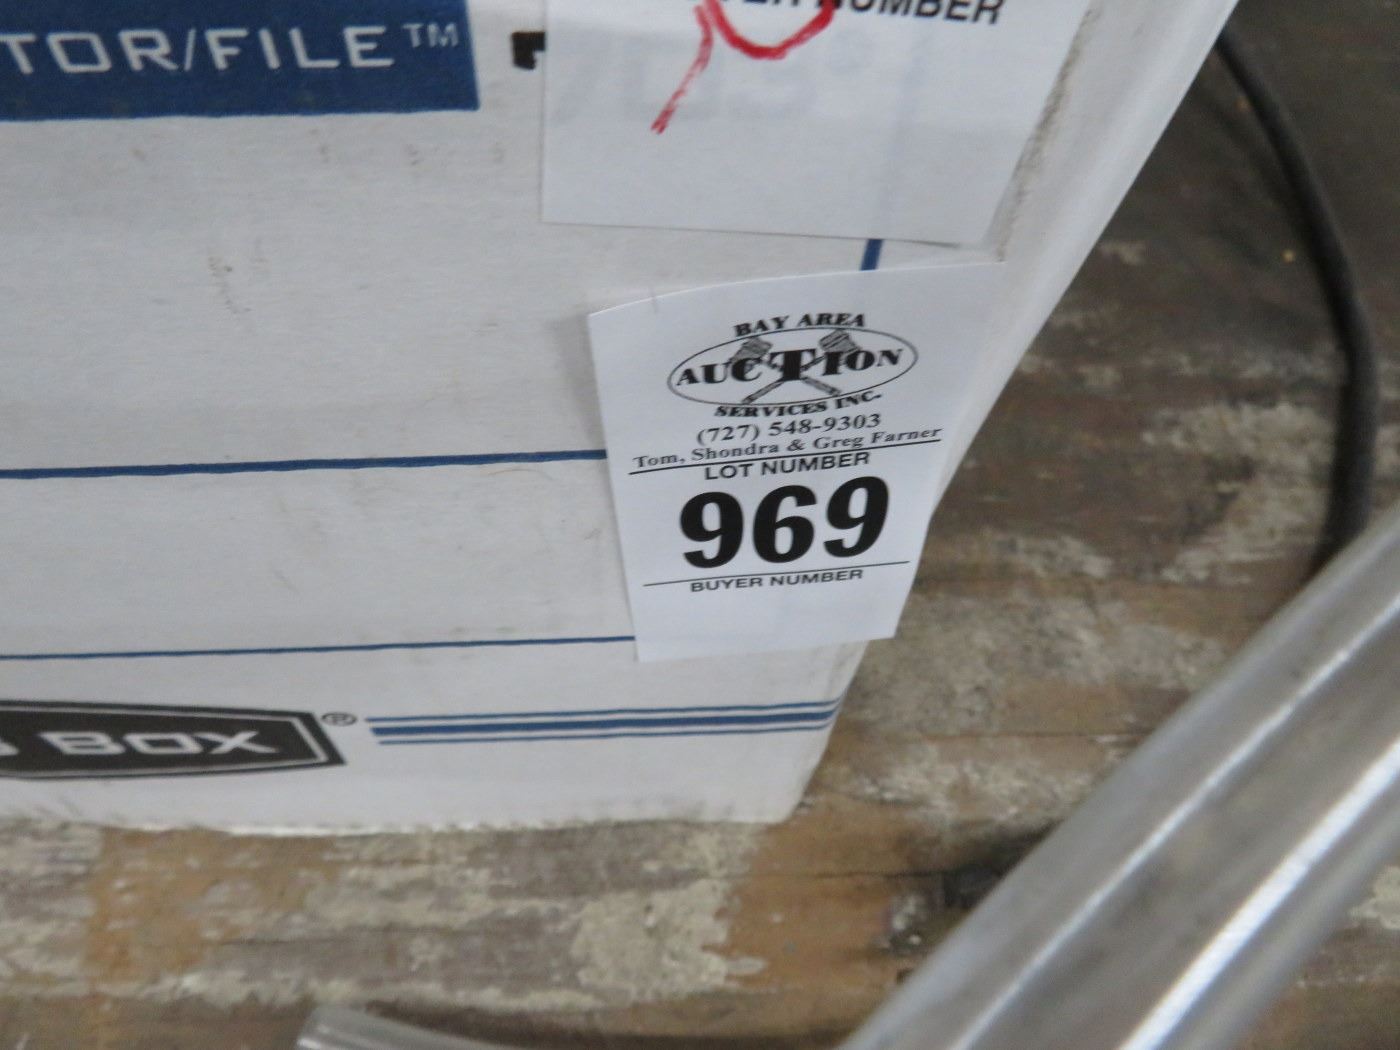 TOR/FILE™
NUMBER
BAY AREA
AUCTION
SERVICES INC.
(727) 548-9303
Tom, Shondra & Greg Farner
LOT NUMBER
969
BUYER NUMBER
BOX®